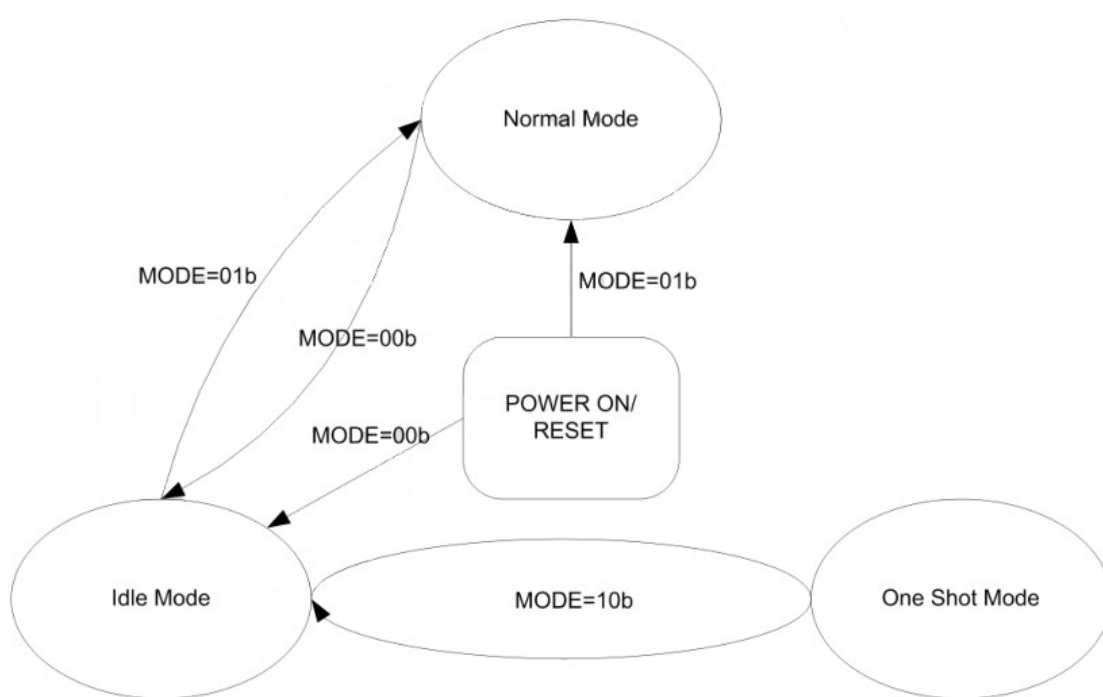 Normal Mode
MODE=01b
MODE=01b
MODE=00b
POWER ON/
RESET
MODE=00b
Idle Mode
MODE=10b
One Shot Mode